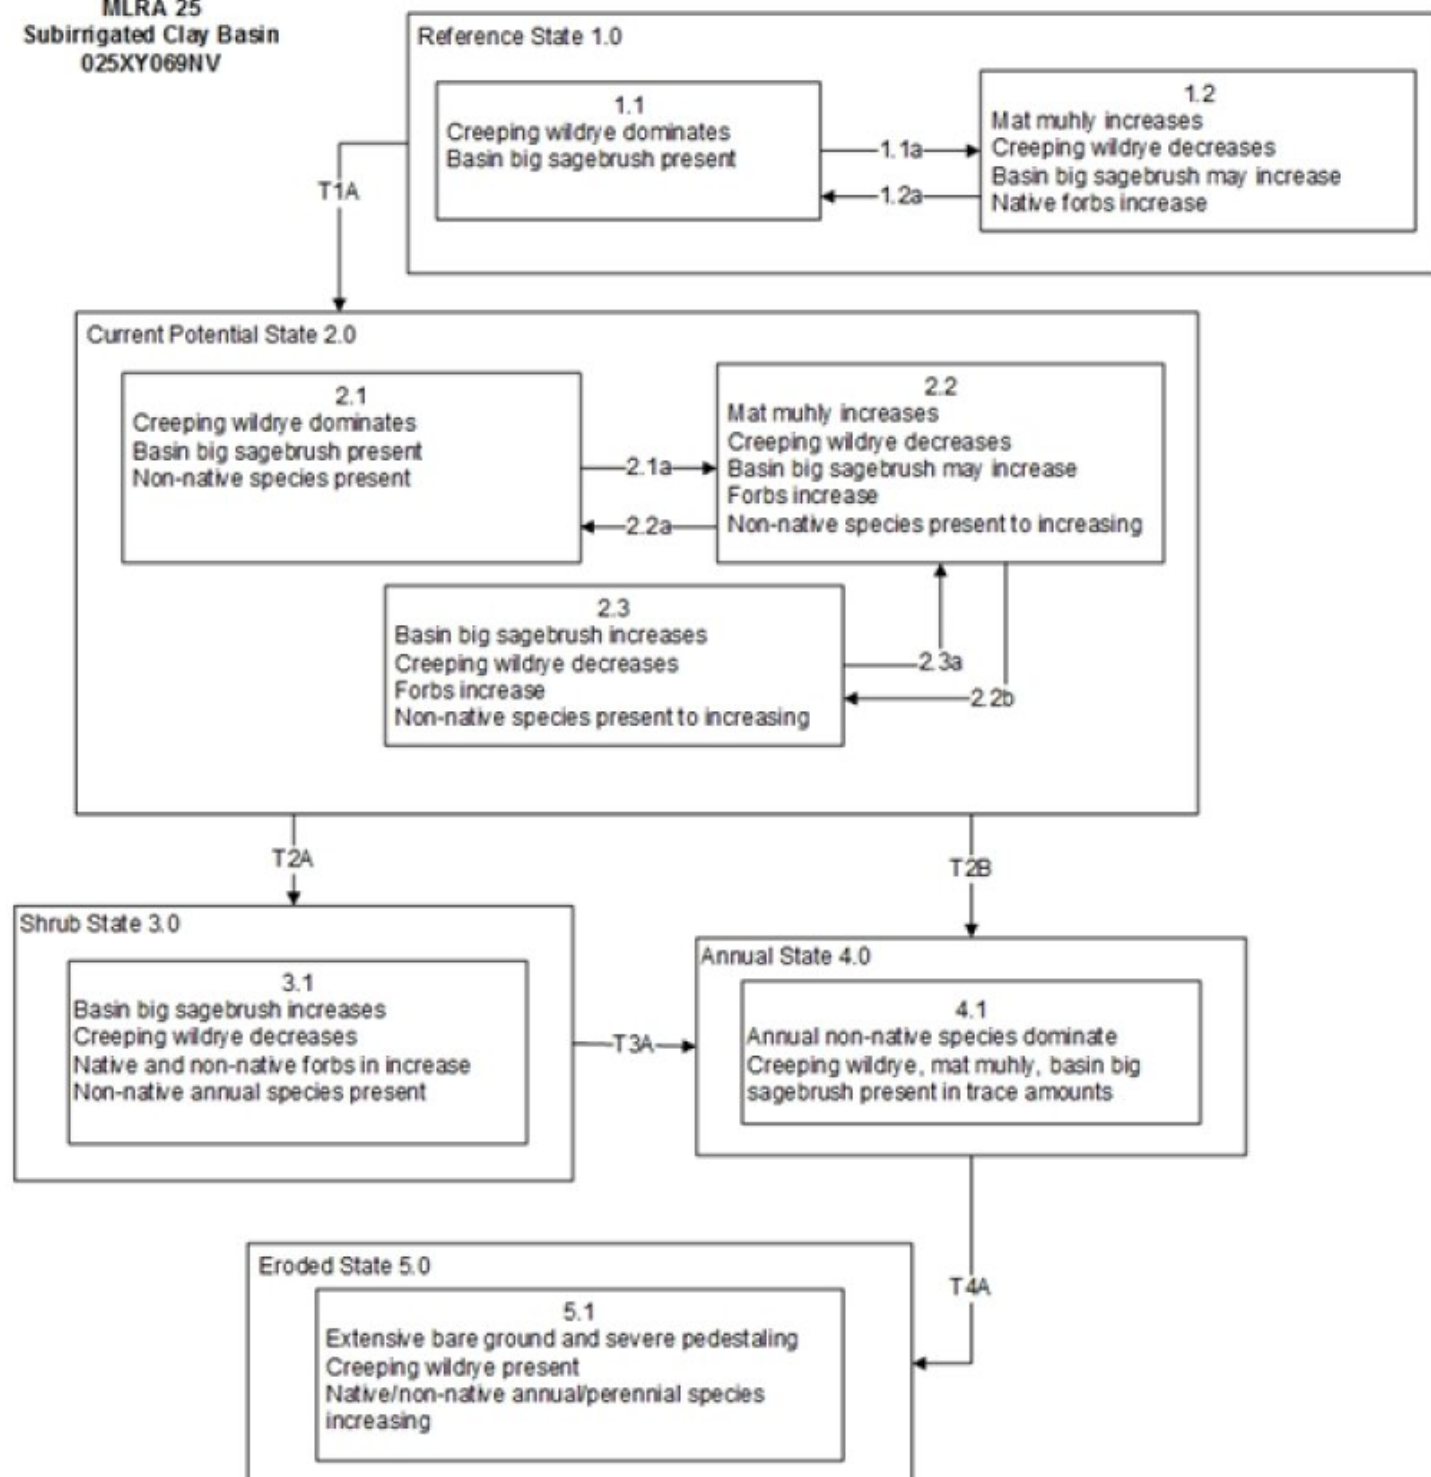 MLRA 25
Subirrigated Clay Basin
025XY069NV
Reference State 1.0
1.1
Creeping wildrye dominates
Basin big sagebrush present
1.1a
1.2a
1.2
Mat muhly increases
Creeping wildrye decreases
Basin big sagebrush may increase
Native forbs increase
T1A
Current Potential State 2.0
2.1
Creeping wildrye dominates
Basin big sagebrush present
Non-native species present
2.1a
2.2a
2.2
Mat muhly increases
Creeping wildrye decreases
Basin big sagebrush may increase
Forbs increase
Non-native species present to increasing
2.3
Basin big sagebrush increases
Creeping wildrye decreases
Forbs increase
Non-native species present to increasing
2.3a
2.2b
T2A
T2B
Shrub State 3.0
3.1
Basin big sagebrush increases
Creeping wildrye decreases
Native and non-native forbs in increase
Non-native annual species present
T3A
Annual State 4.0
4.1
Annual non-native species dominate
Creeping wildrye, mat muhly, basin big
sagebrush present in trace amounts
T4A
Eroded State 5.0
5.1
Extensive bare ground and severe pedestaling
Creeping wildrye present
Native/non-native annual/perennial species
increasing